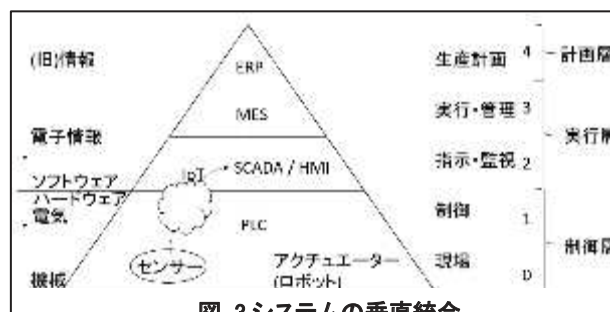 (旧)情報
電子情報
ソフトウェア
ハードウェア
電気
機械
ERP
MES
IoT
SCADA / HMI
PLC
センサー
アクチュエーター
(ロボット)
生産計画 4
実行・管理 3
指示・監視 2
制御 1
現場 0
計画層
実行層
制御層
図 2システムの垂直統合